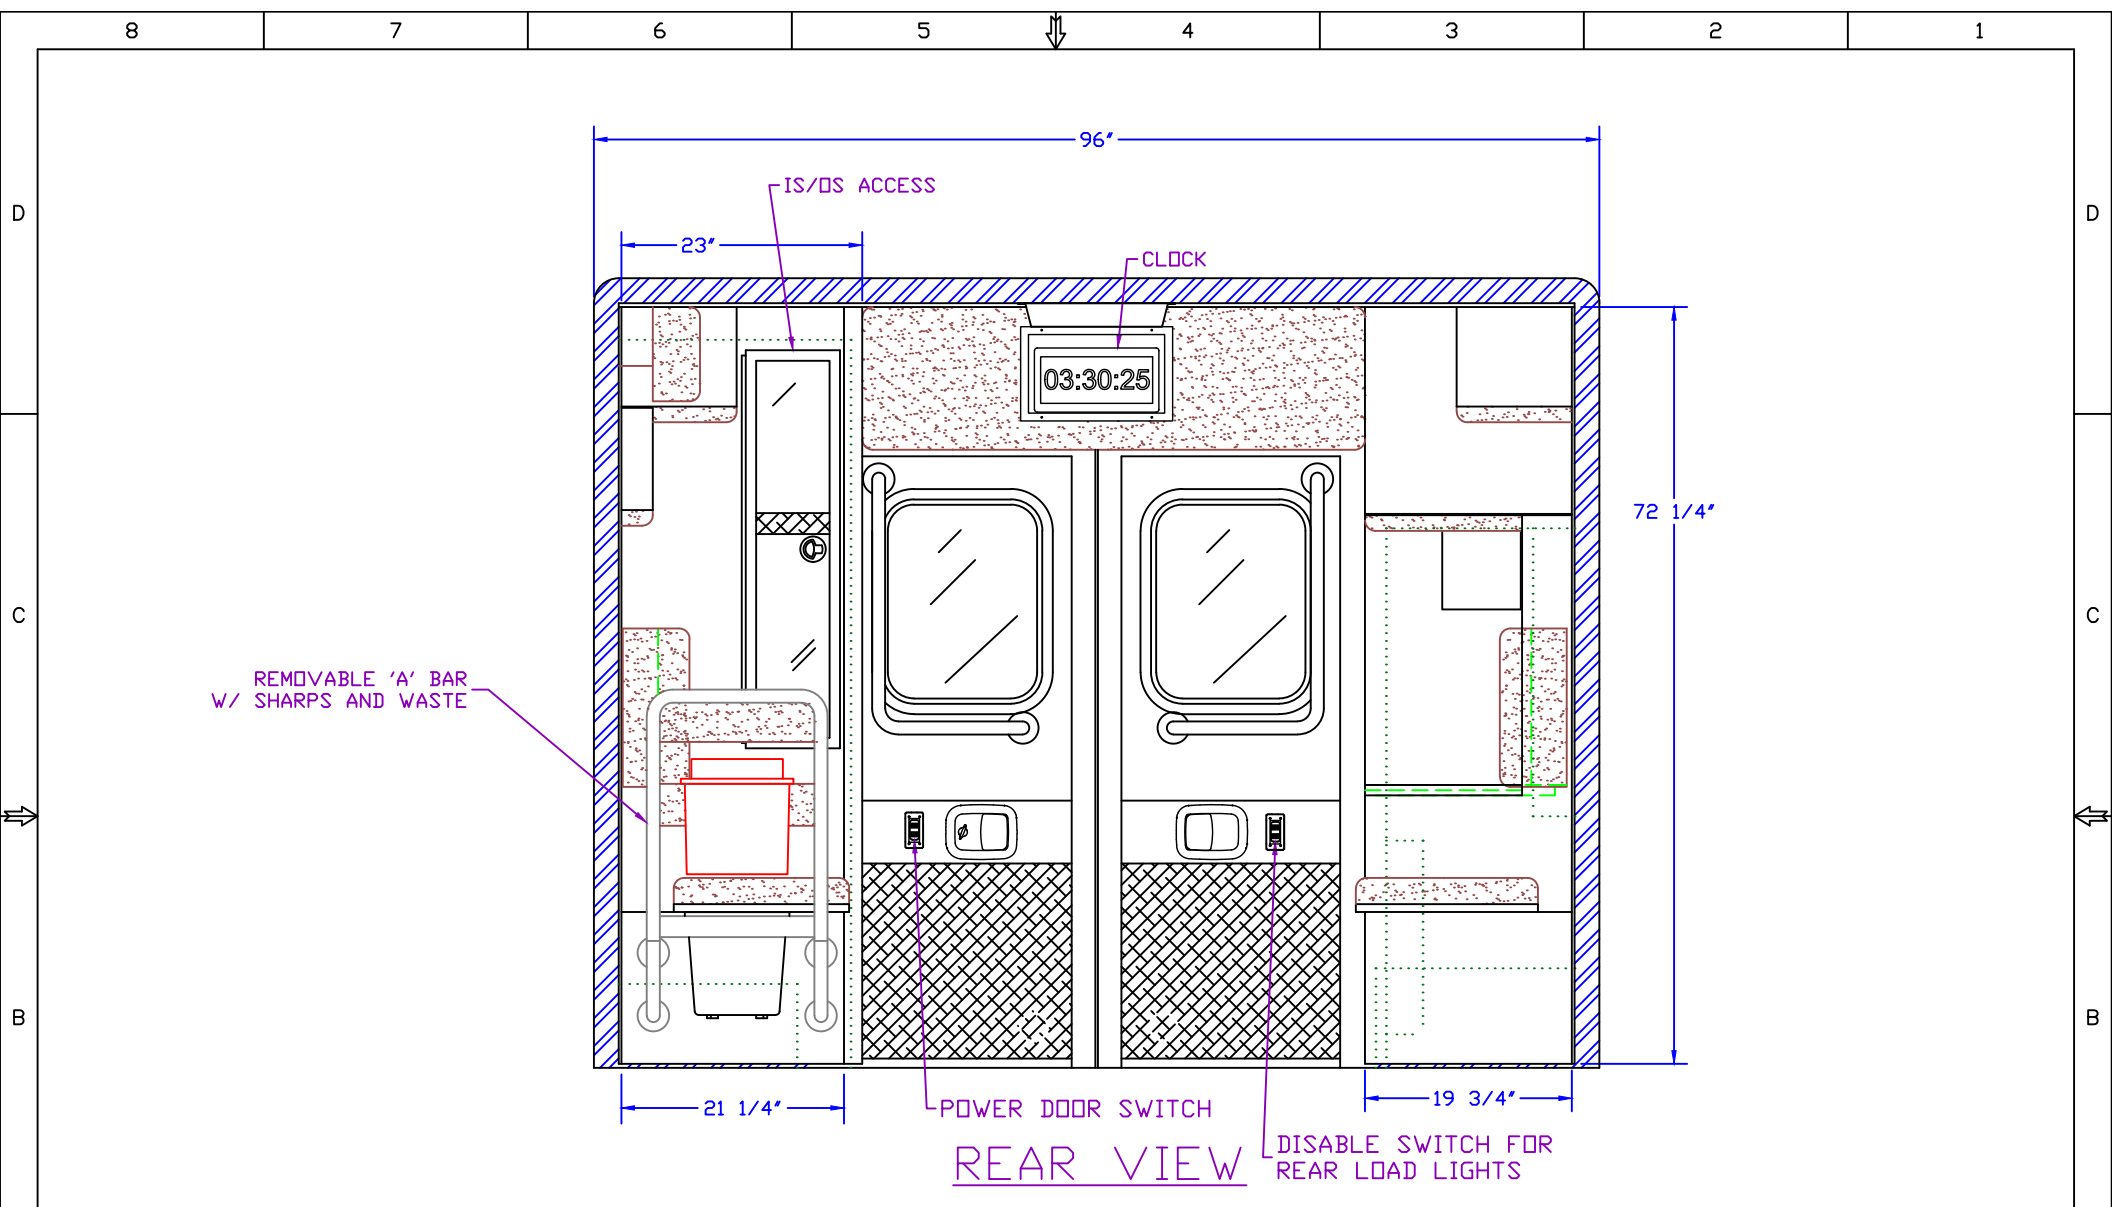 8 7 6 5 4 3 2 1
96"
IS/OS ACCESS
D D
23"
CLOCK
03:30:25
72 1/4"
C C
REMOVABLE 'A' BAR
W/ SHARPS AND WASTE
B B
21 1/4"
19 3/4"
POWER DOOR SWITCH
DISABLE SWITCH FOR
REAR LOAD LIGHTS
REAR VIEW